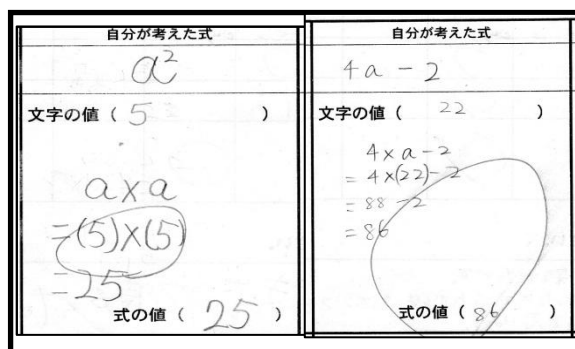 自分が考えた式
a²
文字の値（ 5 ）
a×a
=(5)×(5)
=25
式の値（ 25 ）
自分が考えた式
4a－2
文字の値（ 22 ）
4×a－2
=4×(22)－2
=88－2
=86
式の値（ 86 ）